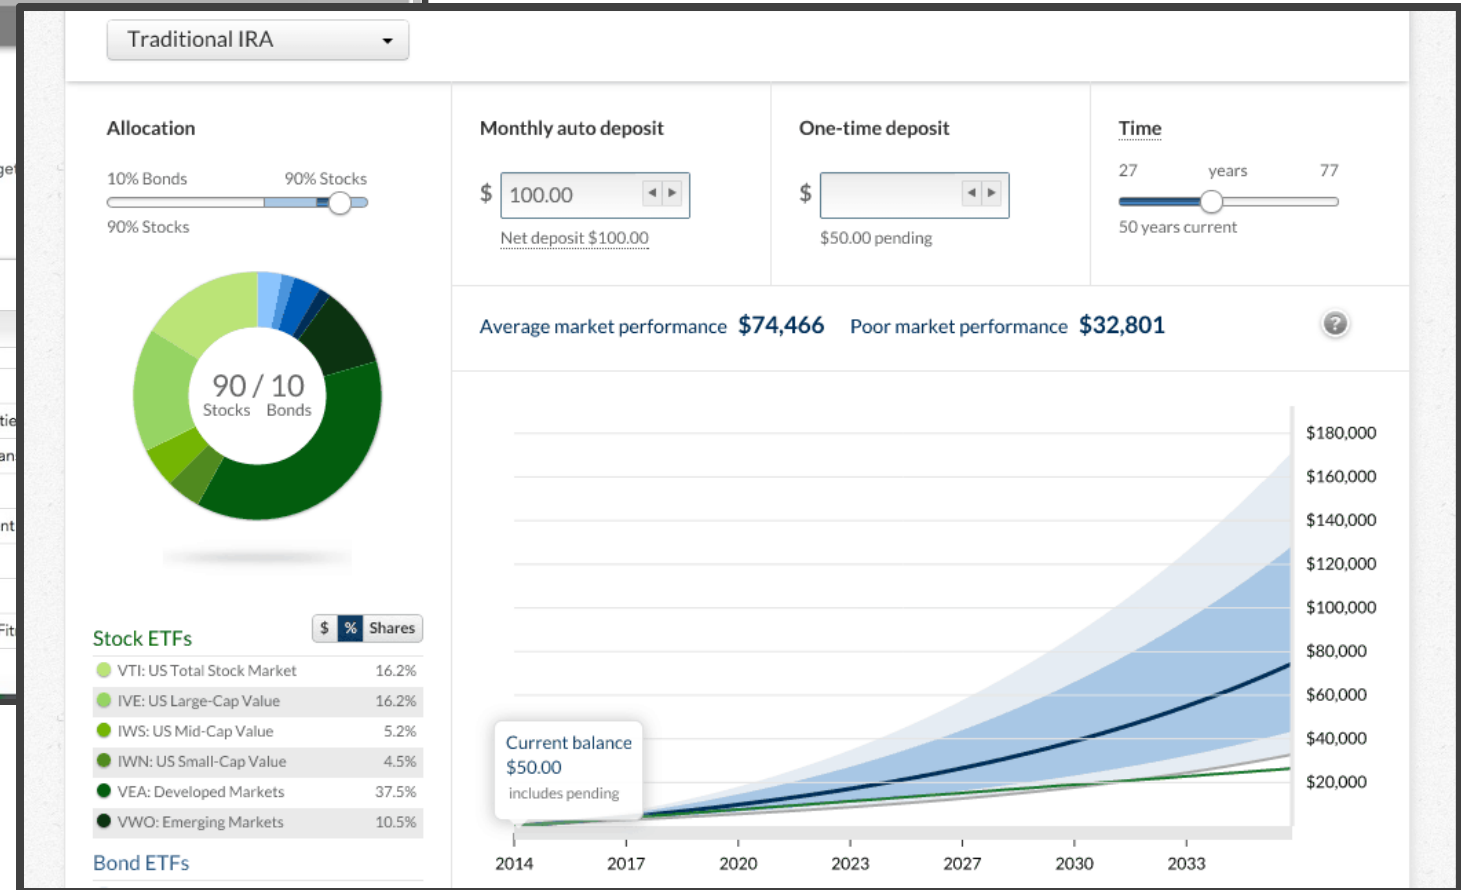 Traditional IRA
Allocation
10% Bonds 90% Stocks
90% Stocks
90 / 10
Stocks Bonds
Stock ETFs
$ % Shares
VTI: US Total Stock Market 16.2%
IVE: US Large-Cap Value 16.2%
IWS: US Mid-Cap Value 5.2%
IWN: US Small-Cap Value 4.5%
VEA: Developed Markets 37.5%
VWO: Emerging Markets 10.5%
Bond ETFs
Monthly auto deposit
$ 100.00
Net deposit $100.00
One-time deposit
$
$50.00 pending
Time
27 years 77
50 years current
Average market performance $74,466 Poor market performance $32,801
?
$180,000
$160,000
$140,000
$120,000
$100,000
$80,000
$60,000
$40,000
$20,000
Current balance
$50.00
includes pending
2014 2017 2020 2023 2027 2030 2033